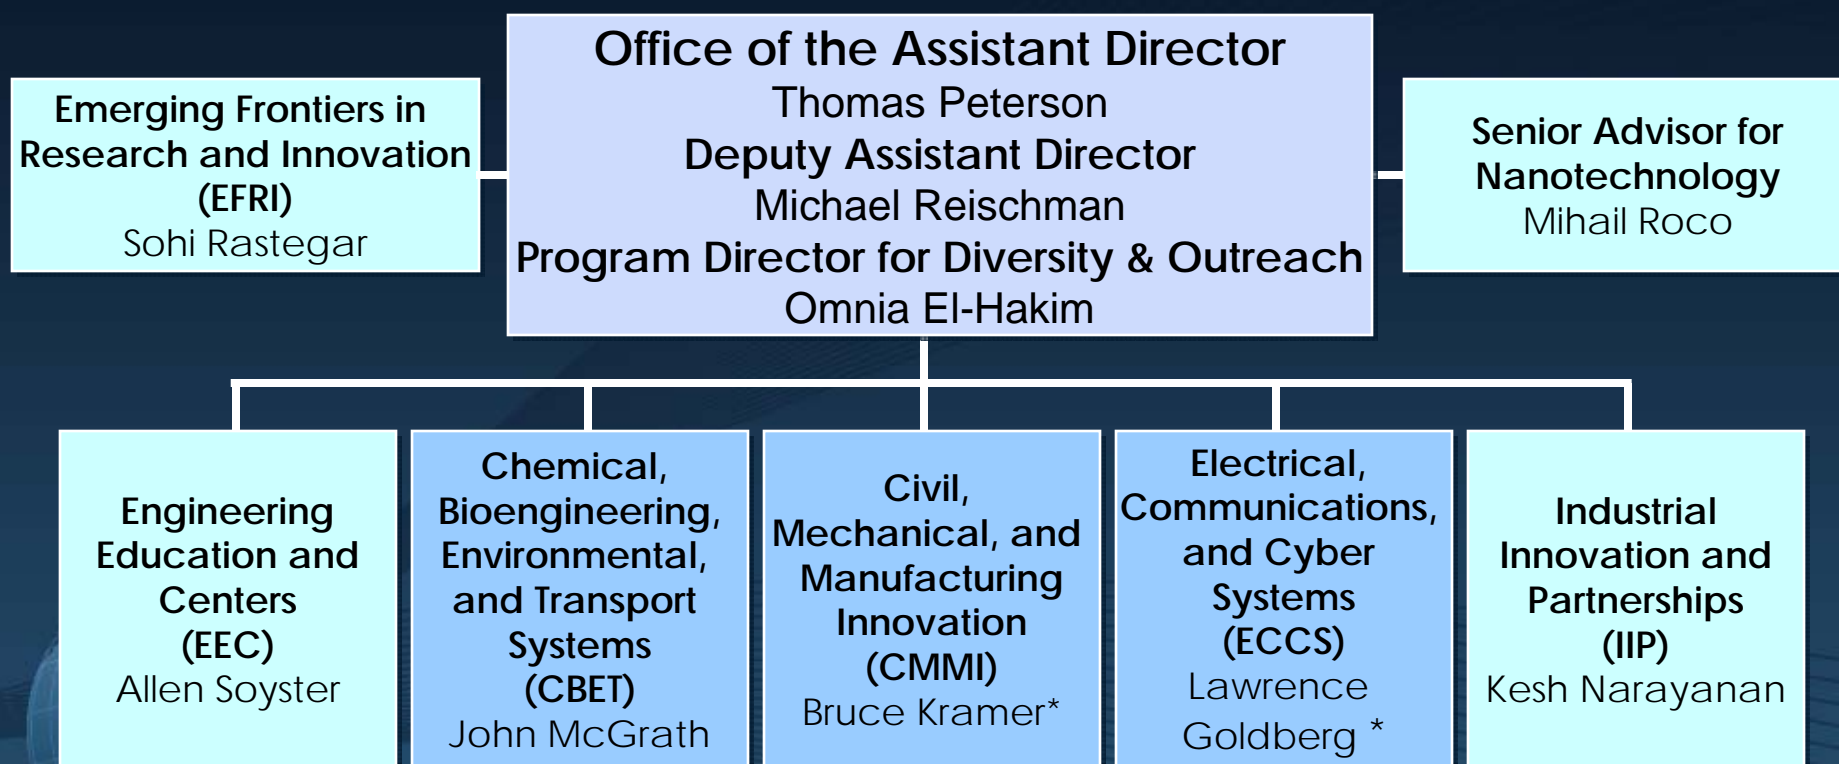 Office of the Assistant Director
Thomas Peterson
Deputy Assistant Director
Michael Reischman
Program Director for Diversity & Outreach
Omnia El-Hakim
Emerging Frontiers in
Research and Innovation
(EFRI)
Sohi Rastegar
Senior Advisor for
Nanotechnology
Mihail Roco
Engineering
Education and
Centers
(EEC)
Allen Soyster
Chemical,
Bioengineering,
Environmental,
and Transport
Systems
(CBET)
John McGrath
Civil,
Mechanical, and
Manufacturing
Innovation
(CMMI)
Bruce Kramer*
Electrical,
Communications,
and Cyber
Systems
(ECCS)
Lawrence
Goldberg *
Industrial
Innovation and
Partnerships
(IIP)
Kesh Narayanan